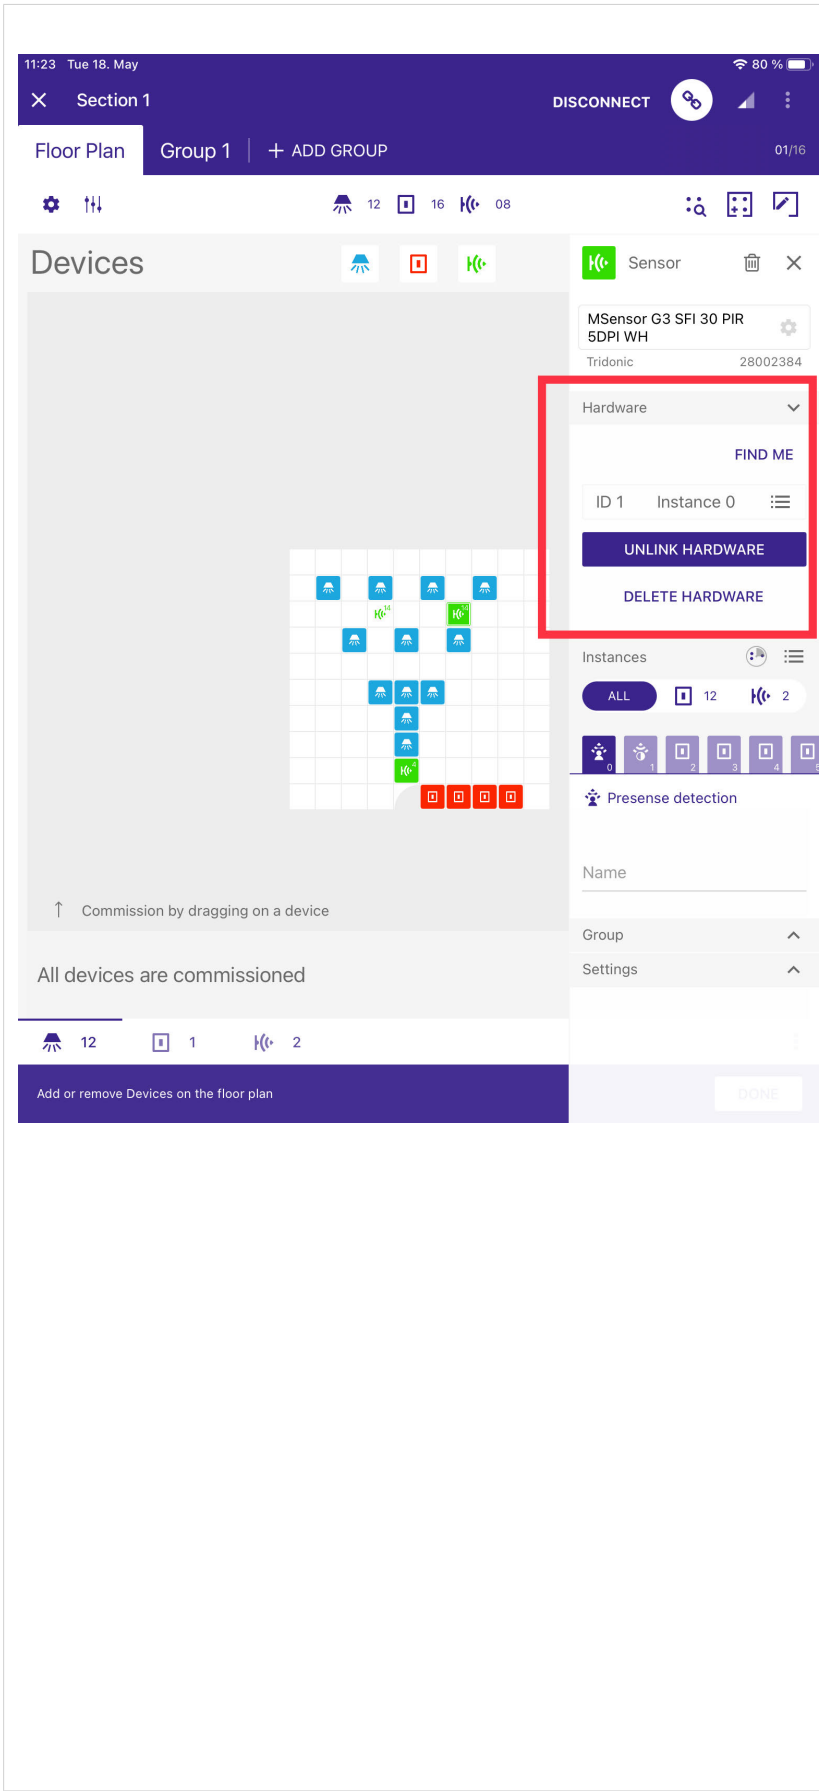 11:23 Tue 18. May 80 %
Section 1 DISCONNECT
Floor Plan Group 1 + ADD GROUP 01/16
12 16 08
Devices
Sensor
MSensor G3 SFI 30 PIR
5DPI WH
Tridonic 28002384
Hardware
FIND ME
ID 1 Instance 0
UNLINK HARDWARE
DELETE HARDWARE
14 14
4
Instances
ALL 12 2
0 1 2 3 4 5
Presense detection
Name
Group
Settings
↑ Commission by dragging on a device
All devices are commissioned
12 1 2
Add or remove Devices on the floor plan
DONE